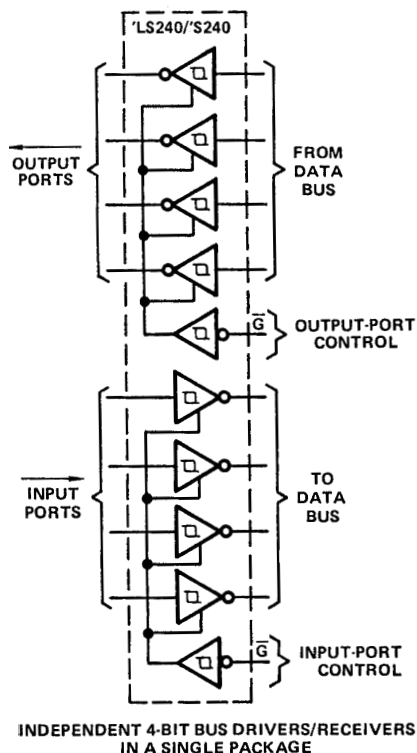 'LS240/'S240
OUTPUT
PORTS
FROM
DATA
BUS
G̅
OUTPUT-PORT
CONTROL
INPUT
PORTS
TO
DATA
BUS
G̅
INPUT-PORT
CONTROL
INDEPENDENT 4-BIT BUS DRIVERS/RECEIVERS
IN A SINGLE PACKAGE